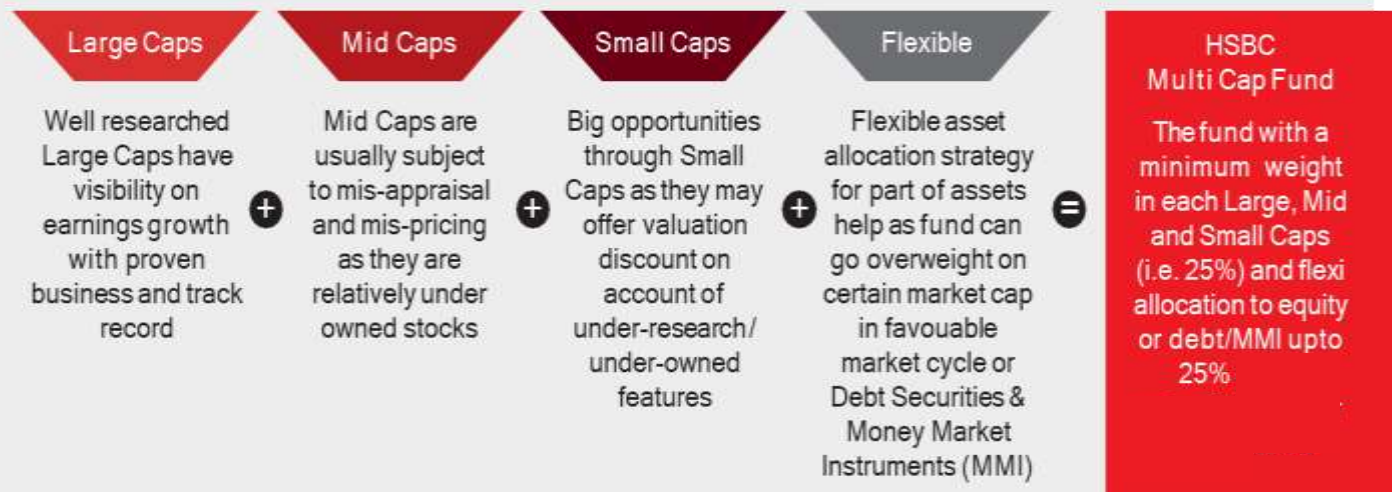 Large Caps
Well researched
Large Caps have
visibility on
earnings growth
with proven
business and track
record
+
Mid Caps
Mid Caps are
usually subject
to mis-appraisal
and mis-pricing
as they are
relatively under
owned stocks
+
Small Caps
Big opportunities
through Small
Caps as they may
offer valuation
discount on
account of
under-research/
under-owned
features
+
Flexible
Flexible asset
allocation strategy
for part of assets
help as fund can
go overweight on
certain market cap
in favouable
market cycle or
Debt Securities &
Money Market
Instruments (MMI)
=
HSBC
Multi Cap Fund
The fund with a
minimum weight
in each Large, Mid
and Small Caps
(i.e. 25%) and flexi
allocation to equity
or debt/MMI upto
25%